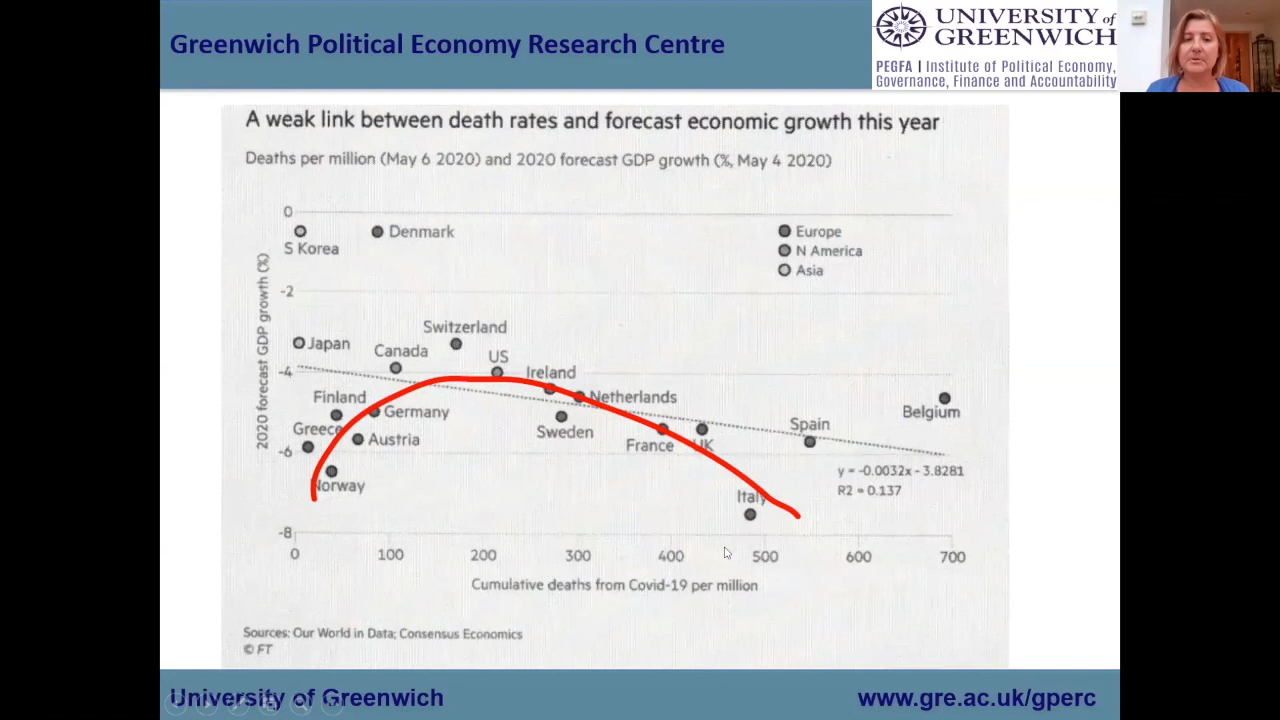 Greenwich Political Economy Research Centre
UNIVERSITY of
GREENWICH
PEGFA | Institute of Political Economy,
Governance, Finance and Accountability
A weak link between death rates and forecast economic growth this year
Deaths per million (May 6 2020) and 2020 forecast GDP growth (%, May 4 2020)
2020 forecast GDP growth (%)
0
-2
-4
-6
-8
S Korea
Denmark
Europe
N America
Asia
Japan
Canada
Switzerland
US
Ireland
Finland
Germany
Netherlands
Belgium
Greece
Austria
Sweden
France
UK
Spain
Norway
Italy
y = -0.0032x - 3.8281
R2 = 0.137
0 100 200 300 400 500 600 700
Cumulative deaths from Covid-19 per million
Sources: Our World in Data; Consensus Economics
© FT
University of Greenwich
www.gre.ac.uk/gperc